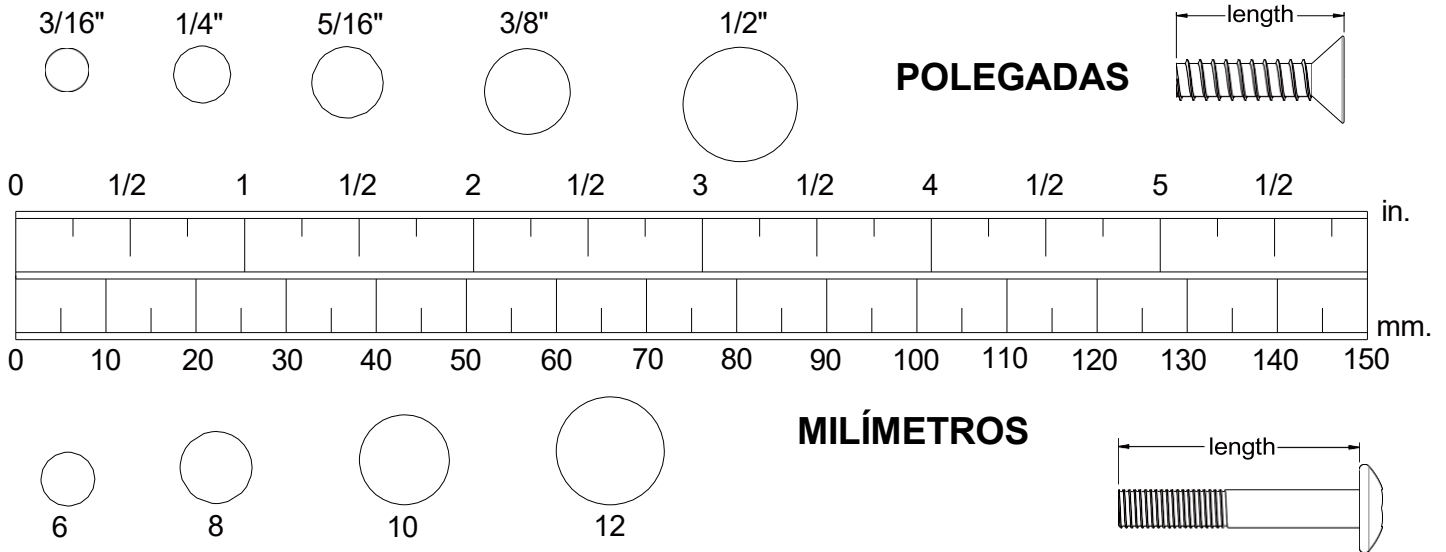 3/16" 1/4" 5/16" 3/8" 1/2"
length
POLEGADAS
0 1/2 1 1/2 2 1/2 3 1/2 4 1/2 5 1/2
in.
mm.
0 10 20 30 40 50 60 70 80 90 100 110 120 130 140 150
MILÍMETROS
length
6 8 10 12